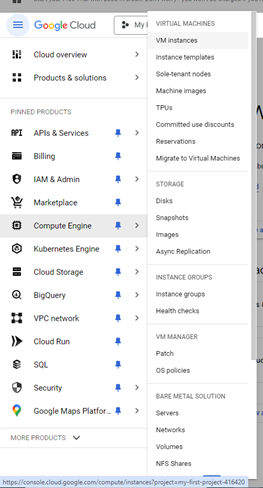 Google Cloud
My
Cloud overview
Products & solutions
PINNED PRODUCTS
APIs & Services
Billing
IAM & Admin
Marketplace
Compute Engine
Kubernetes Engine
Cloud Storage
BigQuery
VPC network
Cloud Run
SQL
Security
Google Maps Platfor...
MORE PRODUCTS
VIRTUAL MACHINES
VM instances
Instance templates
Sole-tenant nodes
Machine images
TPUs
Committed use discounts
Reservations
Migrate to Virtual Machines
STORAGE
Disks
Snapshots
Images
Async Replication
INSTANCE GROUPS
Instance groups
Health checks
VM MANAGER
Patch
OS policies
BARE METAL SOLUTION
Servers
Networks
Volumes
NFS Shares
https://console.cloud.google.com/compute/instances?project=my-first-project-416420